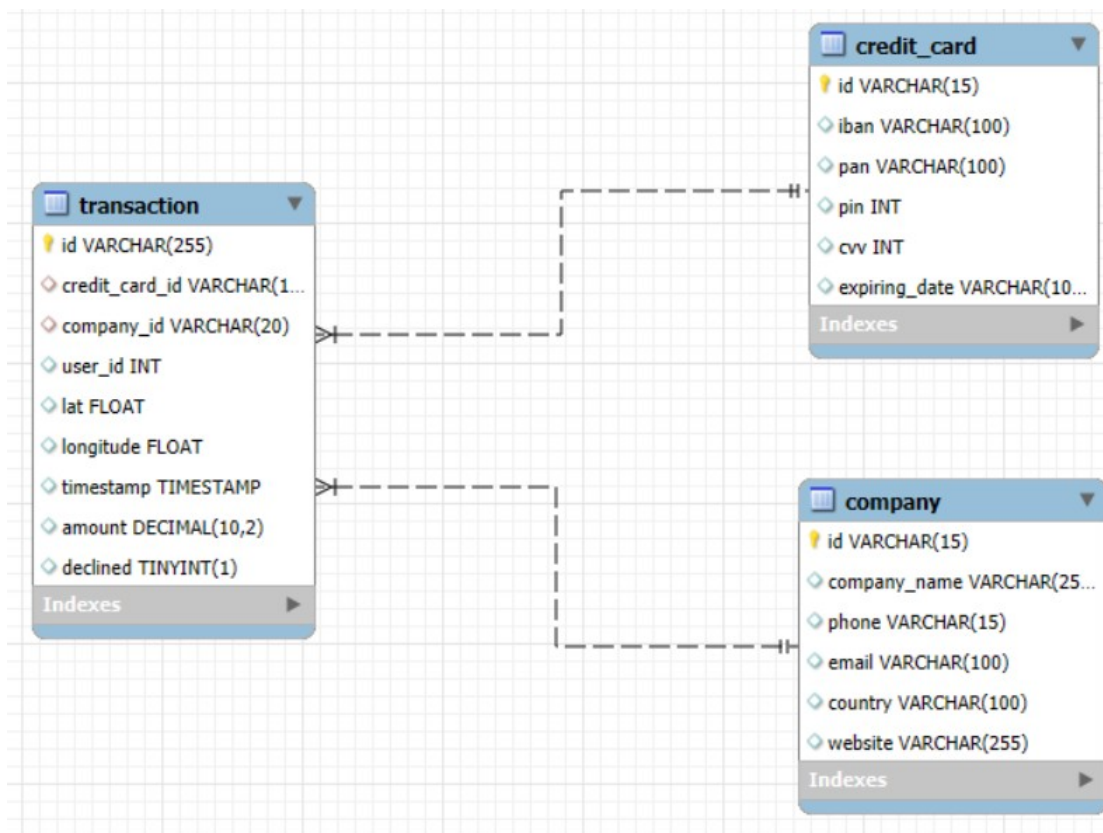 transaction
id VARCHAR(255)
credit_card_id VARCHAR(1...
company_id VARCHAR(20)
user_id INT
lat FLOAT
longitude FLOAT
timestamp TIMESTAMP
amount DECIMAL(10,2)
declined TINYINT(1)
Indexes
credit_card
id VARCHAR(15)
iban VARCHAR(100)
pan VARCHAR(100)
pin INT
cvv INT
expiring_date VARCHAR(10...
Indexes
company
id VARCHAR(15)
company_name VARCHAR(25...
phone VARCHAR(15)
email VARCHAR(100)
country VARCHAR(100)
website VARCHAR(255)
Indexes